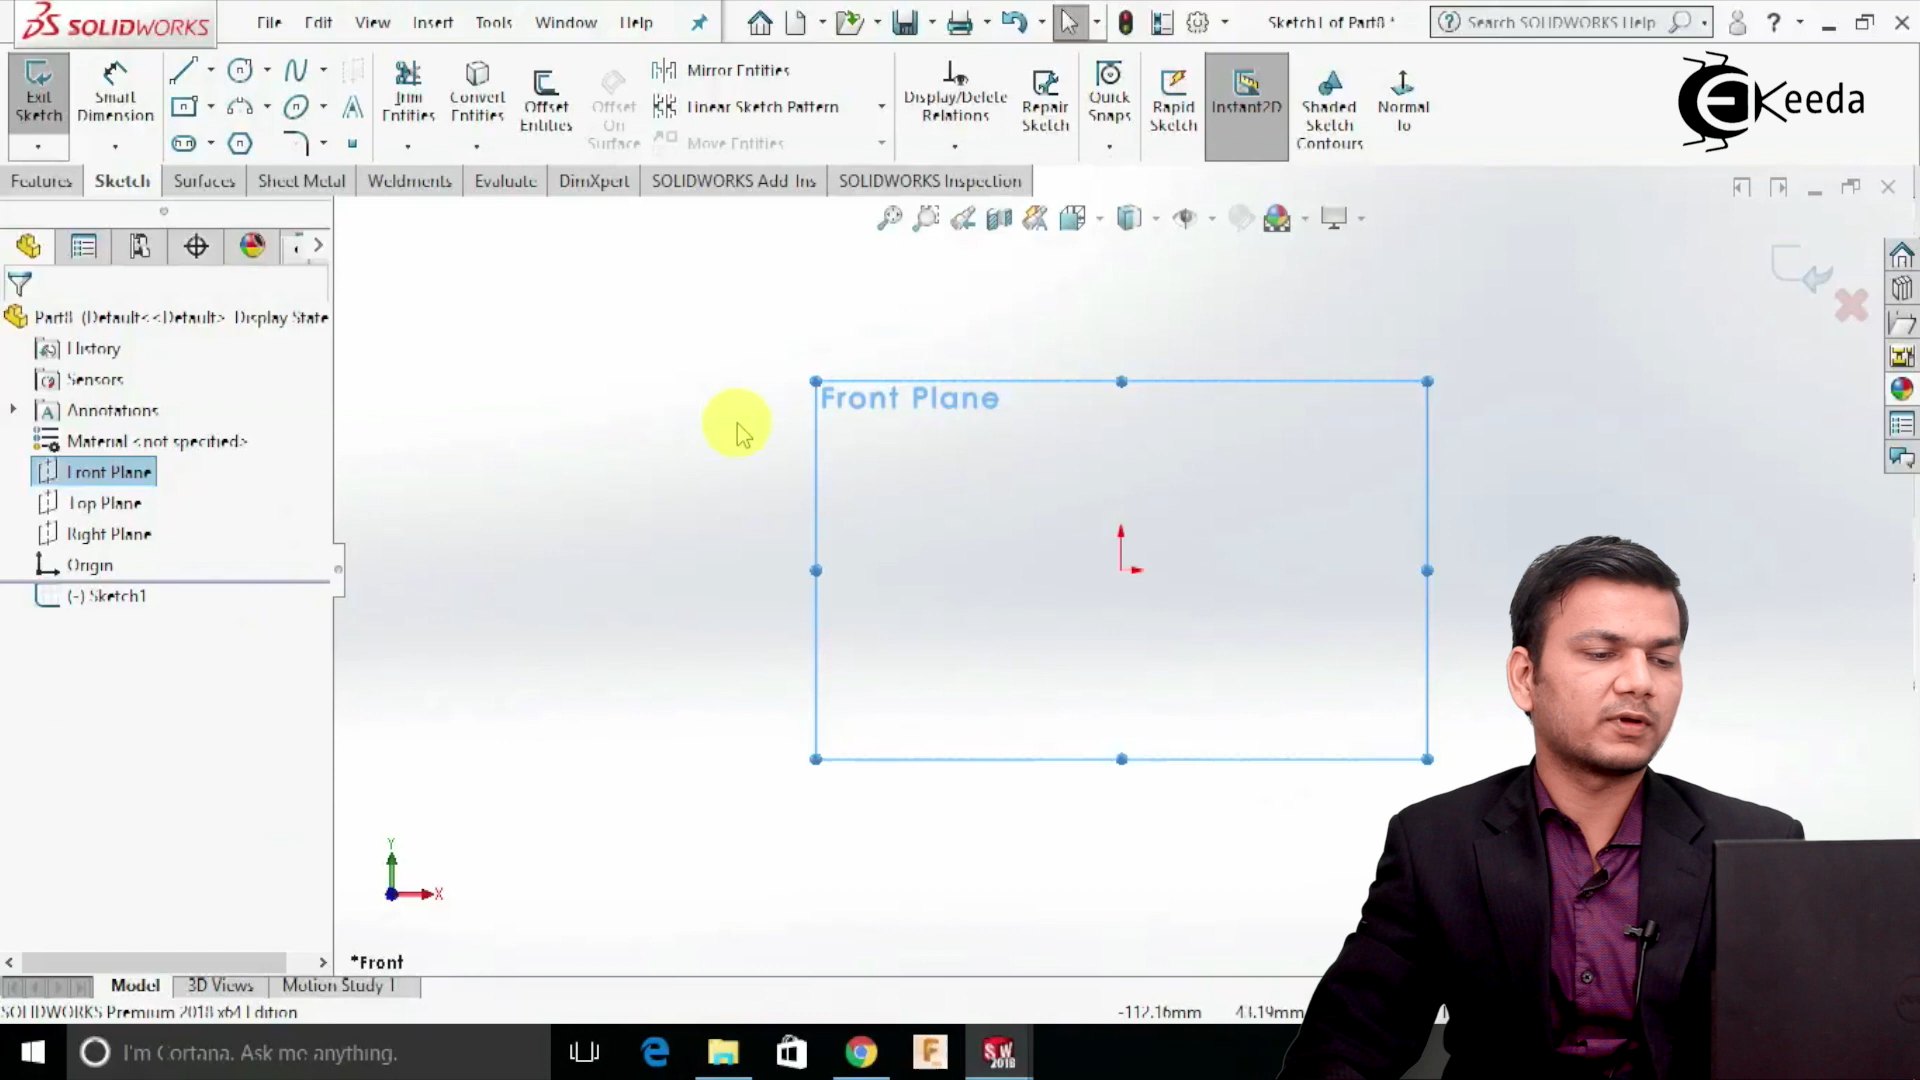 SOLIDWORKS
File Edit View Insert Tools Window Help
Sketch1 of Part8 *
Search SOLIDWORKS Help
Exit Sketch
Smart Dimension
Trim Entities
Convert Entities
Offset Entities
Offset On Surface
Mirror Entities
Linear Sketch Pattern
Move Entities
Display/Delete Relations
Repair Sketch
Quick Snaps
Rapid Sketch
Instant2D
Shaded Sketch Contours
Normal To
Ekeeda
Features Sketch Surfaces Sheet Metal Weldments Evaluate DimXpert SOLIDWORKS Add-Ins SOLIDWORKS Inspection
Part8 (Default<<Default>_Display State
History
Sensors
Annotations
Material <not specified>
Front Plane
Top Plane
Right Plane
Origin
(-) Sketch1
Front Plane
Y
X
*Front
Model 3D Views Motion Study 1
SOLIDWORKS Premium 2018 x64 Edition
-112.16mm 43.19mm
I'm Cortana. Ask me anything.
SW 2018